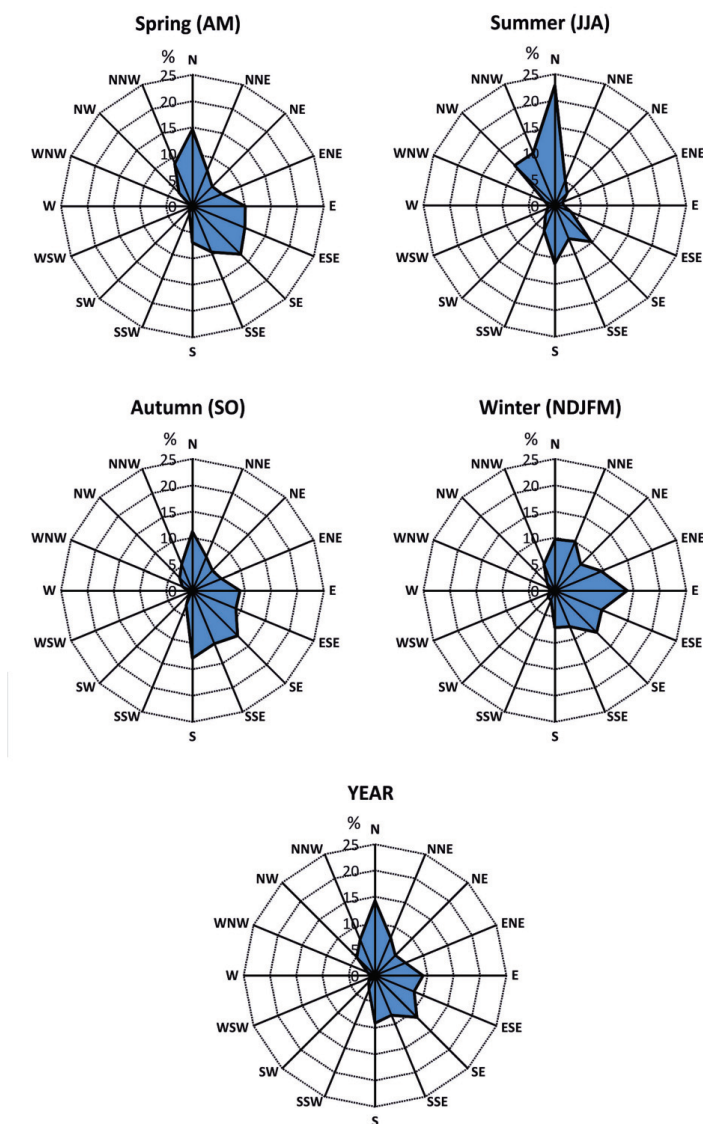 Spring (AM)
%
N
NNE
NE
ENE
E
ESE
SE
SSE
S
SSW
SW
WSW
W
WNW
NW
NNW
25
20
15
10
5
0
Summer (JJA)
%
N
NNE
NE
ENE
E
ESE
SE
SSE
S
SSW
SW
WSW
W
WNW
NW
NNW
25
20
15
10
5
0
Autumn (SO)
%
N
NNE
NE
ENE
E
ESE
SE
SSE
S
SSW
SW
WSW
W
WNW
NW
NNW
25
20
15
10
5
0
Winter (NDJFM)
%
N
NNE
NE
ENE
E
ESE
SE
SSE
S
SSW
SW
WSW
W
WNW
NW
NNW
25
20
15
10
5
0
YEAR
%
N
NNE
NE
ENE
E
ESE
SE
SSE
S
SSW
SW
WSW
W
WNW
NW
NNW
25
20
15
10
5
0